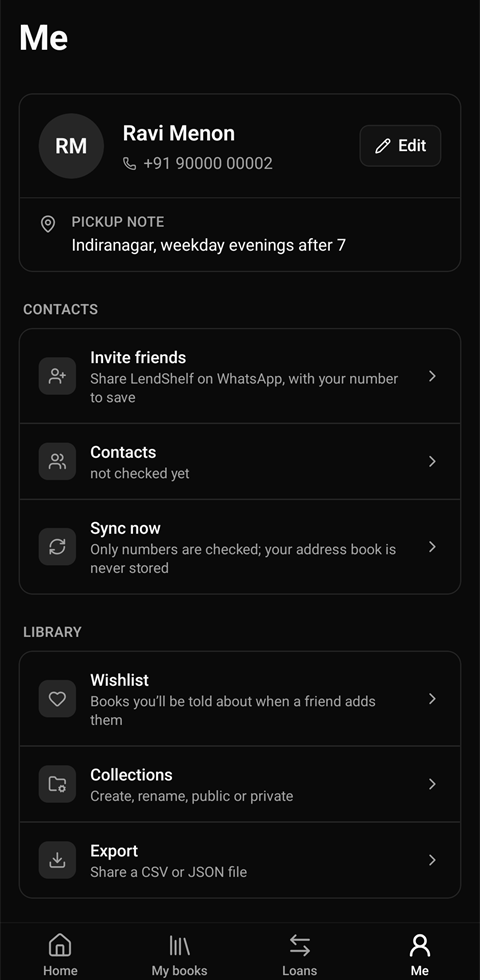 Me
RM
Ravi Menon
+91 90000 00002
Edit
PICKUP NOTE
Indiranagar, weekday evenings after 7
CONTACTS
Invite friends
Share LendShelf on WhatsApp, with your number
to save
Contacts
not checked yet
Sync now
Only numbers are checked; your address book is
never stored
LIBRARY
Wishlist
Books you’ll be told about when a friend adds
them
Collections
Create, rename, public or private
Export
Share a CSV or JSON file
Home
My books
Loans
Me